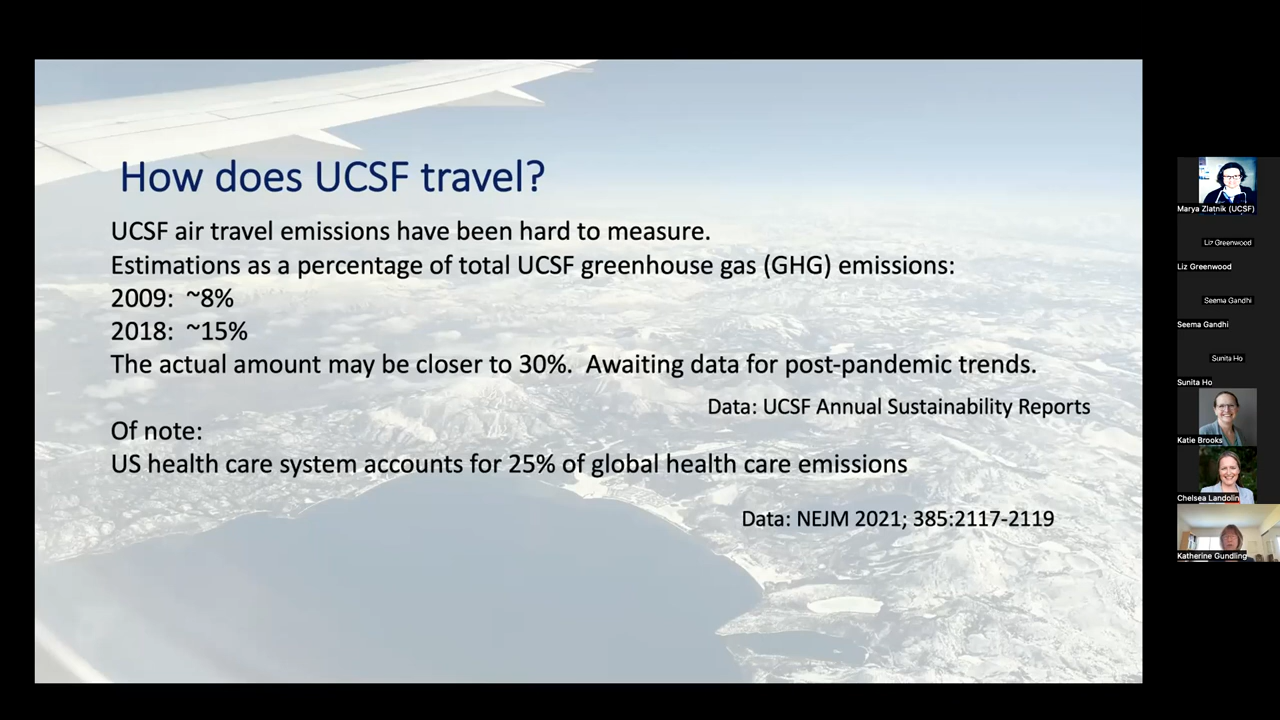 How does UCSF travel?
UCSF air travel emissions have been hard to measure.
Estimations as a percentage of total UCSF greenhouse gas (GHG) emissions:
2009:  ~8%
2018:  ~15%
The actual amount may be closer to 30%.  Awaiting data for post-pandemic trends.
Data: UCSF Annual Sustainability Reports
Of note:
US health care system accounts for 25% of global health care emissions
Data: NEJM 2021; 385:2117-2119
Marya Zlatnik (UCSF)
Liz Greenwood
Liz Greenwood
Seema Gandhi
Seema Gandhi
Sunita Ho
Sunita Ho
Katie Brooks
Chelsea Landolin
Katherine Gundling